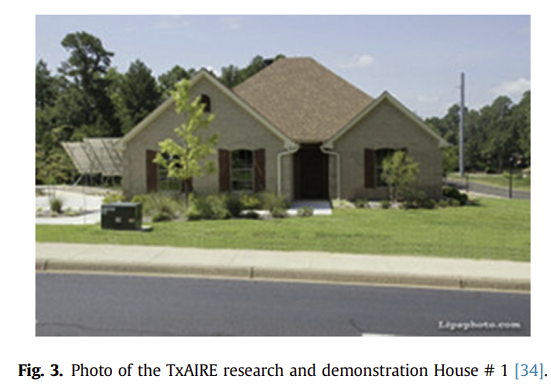 Lipsphoto.com
Fig. 3. Photo of the TxAIRE research and demonstration House # 1 [34].